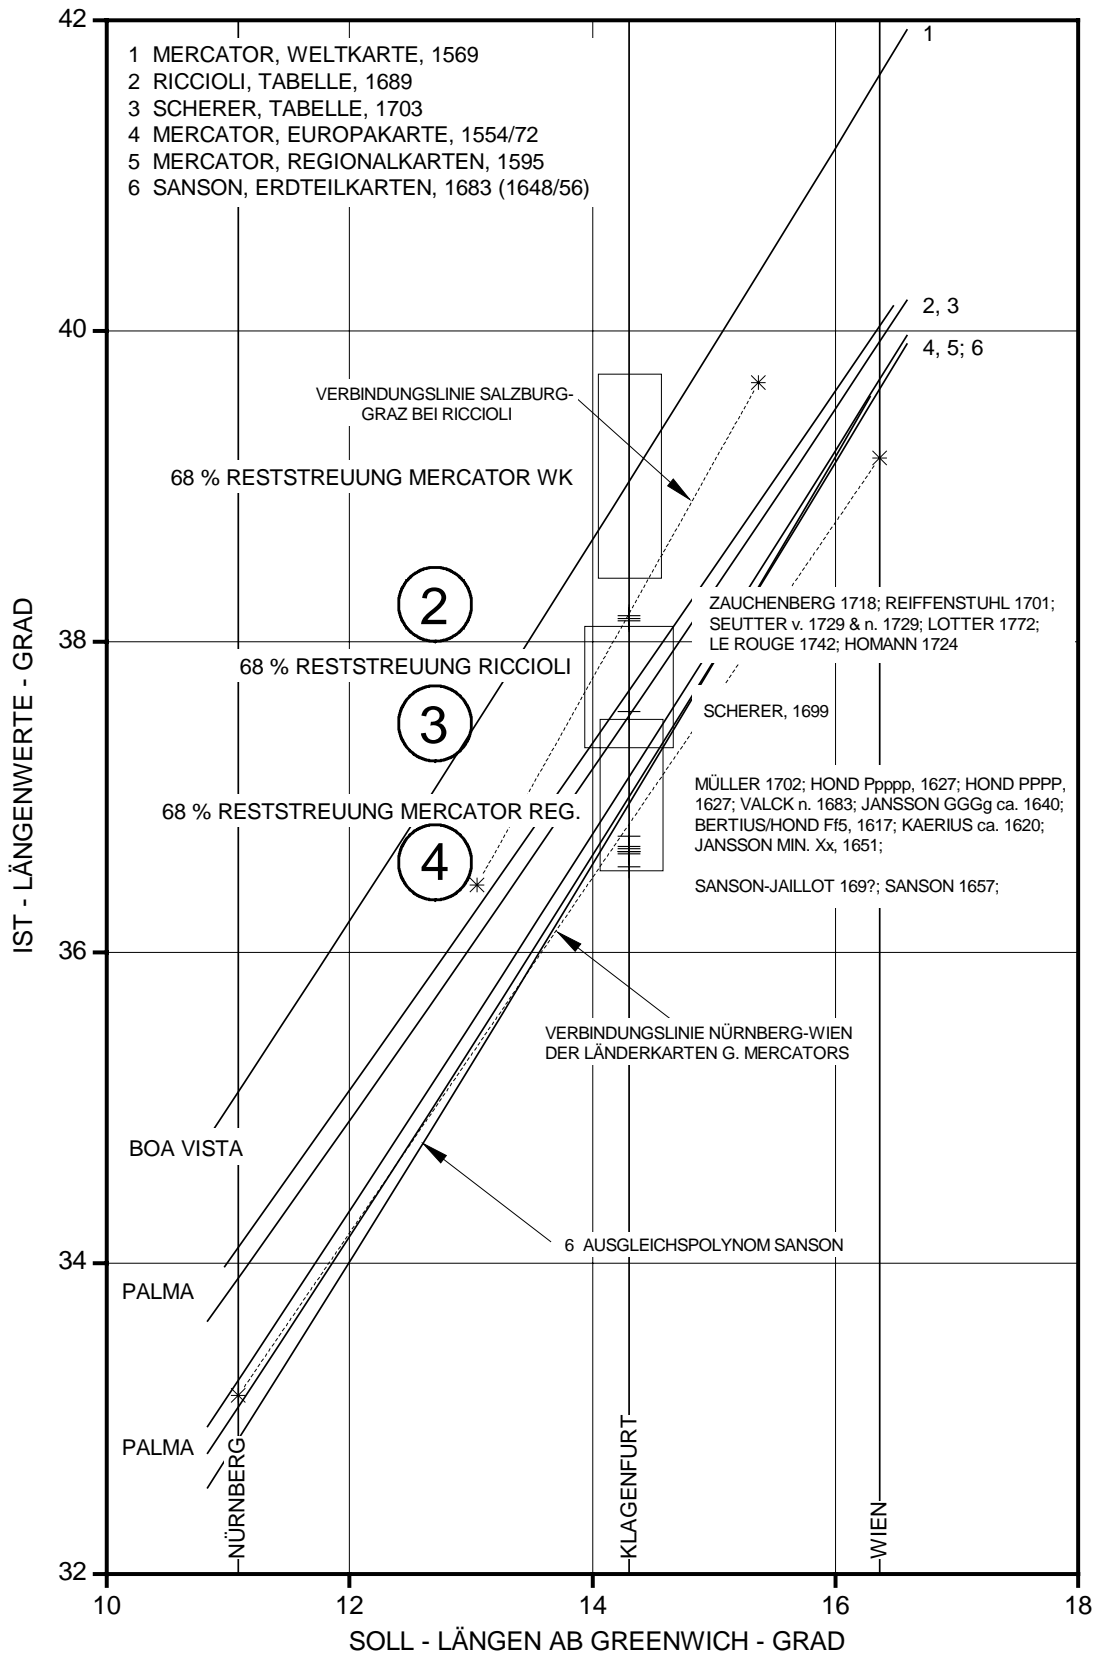 42
1 MERCATOR, WELTKARTE, 1569
2 RICCIOLI, TABELLE, 1689
3 SCHERER, TABELLE, 1703
4 MERCATOR, EUROPAKARTE, 1554/72
5 MERCATOR, REGIONALKARTEN, 1595
6 SANSON, ERDTEILKARTEN, 1683 (1648/56)
1
2, 3
40
4, 5; 6
VERBINDUNGSLINIE SALZBURG-
GRAZ BEI RICCIOLI
68 % RESTSTREUUNG MERCATOR WK
2
ZAUCHENBERG 1718; REIFFENSTUHL 1701;
SEUTTER v. 1729 & n. 1729; LOTTER 1772;
LE ROUGE 1742; HOMANN 1724
38
68 % RESTSTREUUNG RICCIOLI
3
SCHERER, 1699
MÜLLER 1702; HOND Ppppp, 1627; HOND PPPP,
1627; VALCK n. 1683; JANSSON GGGg ca. 1640;
BERTIUS/HOND Ff5, 1617; KAERIUS ca. 1620;
JANSSON MIN. Xx, 1651;
68 % RESTSTREUUNG MERCATOR REG.
4
SANSON-JAILLOT 169?; SANSON 1657;
36
VERBINDUNGSLINIE NÜRNBERG-WIEN
DER LÄNDERKARTEN G. MERCATORS
BOA VISTA
6 AUSGLEICHSPOLYNOM SANSON
34
PALMA
PALMA
NÜRNBERG
KLAGENFURT
WIEN
32
10
12
14
16
18
SOLL - LÄNGEN AB GREENWICH - GRAD
IST - LÄNGENWERTE - GRAD